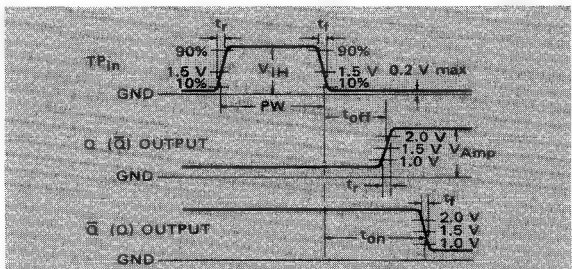 tr tf
TPin 90% VIH 90%
1.5 V 1.5 V 0.2 V max
10% 10%
GND
PW
toff
Q (Q̅) OUTPUT 2.0 V
1.5 V VAmp
1.0 V
GND tr
tf
Q̅ (Q) OUTPUT 2.0 V
ton 1.5 V
1.0 V
GND